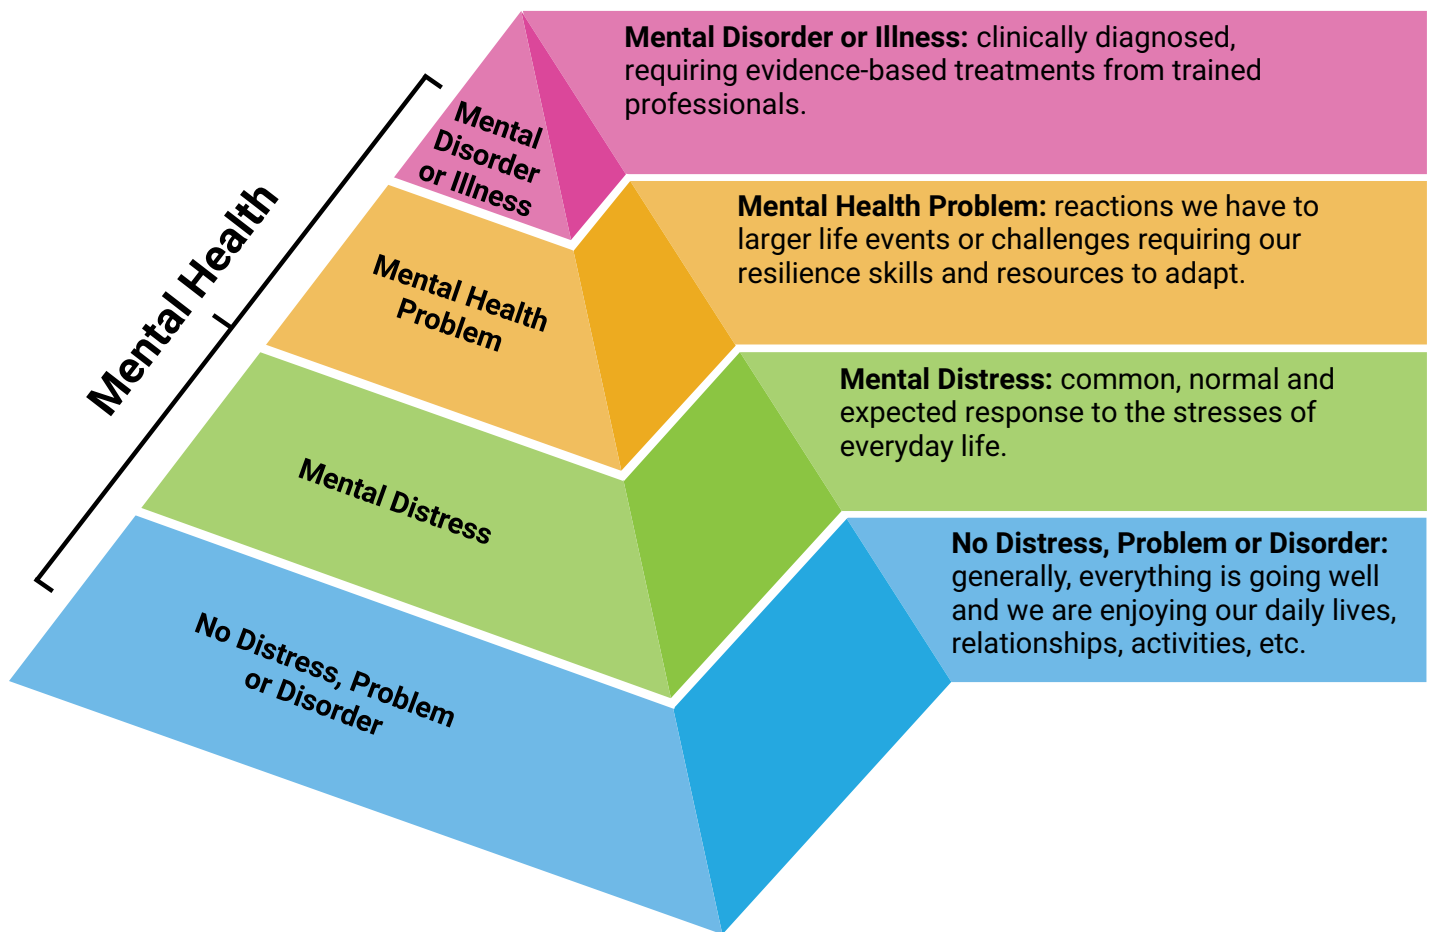 Mental Health
Mental
Disorder
or Illness
Mental Disorder or Illness: clinically diagnosed,
requiring evidence-based treatments from trained
professionals.
Mental Health
Problem
Mental Health Problem: reactions we have to
larger life events or challenges requiring our
resilience skills and resources to adapt.
Mental Distress
Mental Distress: common, normal and
expected response to the stresses of
everyday life.
No Distress, Problem
or Disorder
No Distress, Problem or Disorder:
generally, everything is going well
and we are enjoying our daily lives,
relationships, activities, etc.